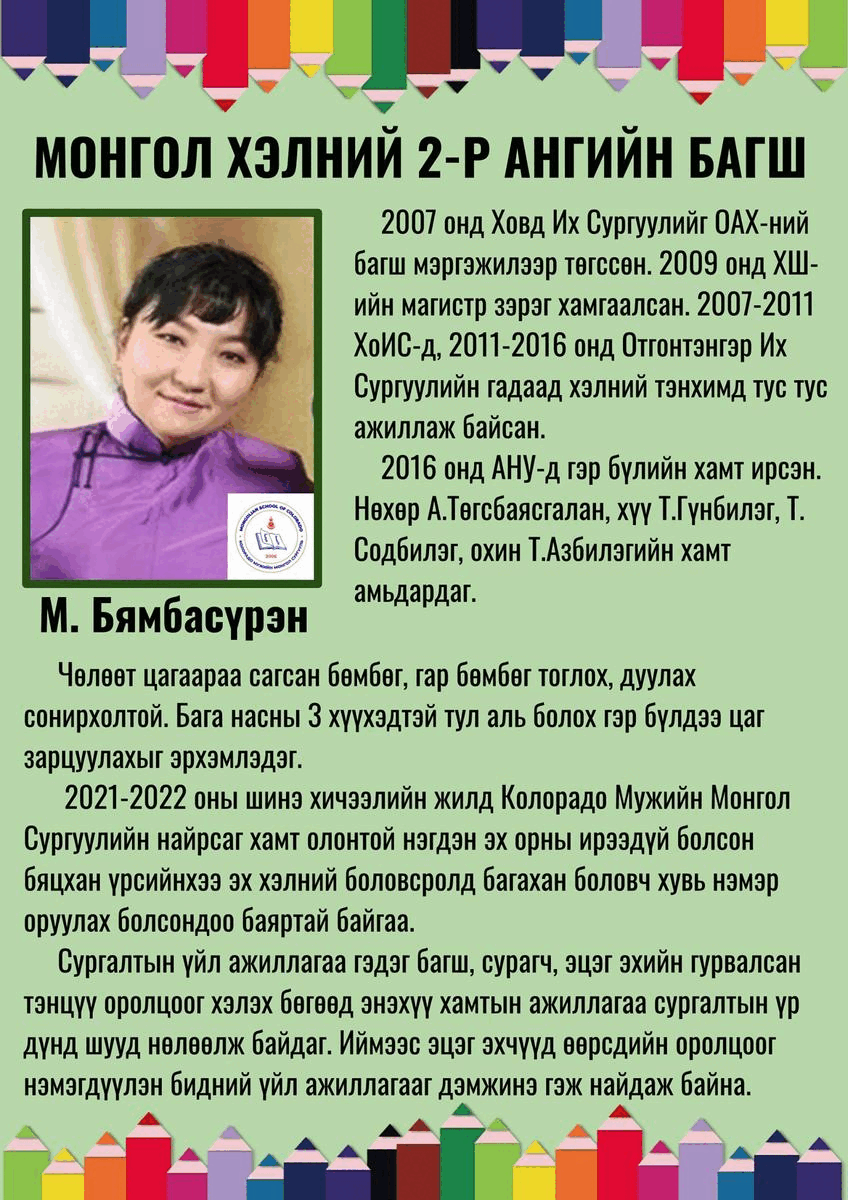 МОНГОЛ ХЭЛНИЙ 2-Р АНГИЙН БАГШ
2007 онд Ховд Их Сургуулийг ОАХ-ний
багш мэргэжилээр төгссөн. 2009 онд ХШ-
ийн магистр зэрэг хамгаалсан. 2007-2011
ХоИС-д, 2011-2016 онд Отгонтэнгэр Их
Сургуулийн гадаад хэлний тэнхимд тус тус
ажиллаж байсан.
2016 онд АНУ-д гэр бүлийн хамт ирсэн.
Нөхөр А.Төгсбаясгалан, хүү Т.Гүнбилэг, Т.
Содбилэг, охин Т.Азбилэгийн хамт
амьдардаг.
MONGOLIAN SCHOOL OF COLORADO
КОЛОРАДО МУЖИЙН МОНГОЛ СУРГУУЛЬ
2006
М. Бямбасүрэн
Чөлөөт цагаараа сагсан бөмбөг, гар бөмбөг тоглох, дуулах
сонирхолтой. Бага насны 3 хүүхэдтэй тул аль болох гэр бүлдээ цаг
зарцуулахыг эрхэмлэдэг.
2021-2022 оны шинэ хичээлийн жилд Колорадо Мужийн Монгол
Сургуулийн найрсаг хамт олонтой нэгдэн эх орны ирээдүй болсон
бяцхан үрсийнхээ эх хэлний боловсролд багахан боловч хувь нэмэр
оруулах болсондоо баяртай байгаа.
Сургалтын үйл ажиллагаа гэдэг багш, сурагч, эцэг эхийн гурвалсан
тэнцүү оролцоог хэлэх бөгөөд энэхүү хамтын ажиллагаа сургалтын үр
дүнд шууд нөлөөлж байдаг. Иймээс эцэг эхчүүд өөрсдийн оролцоог
нэмэгдүүлэн бидний үйл ажиллагааг дэмжинэ гэж найдаж байна.